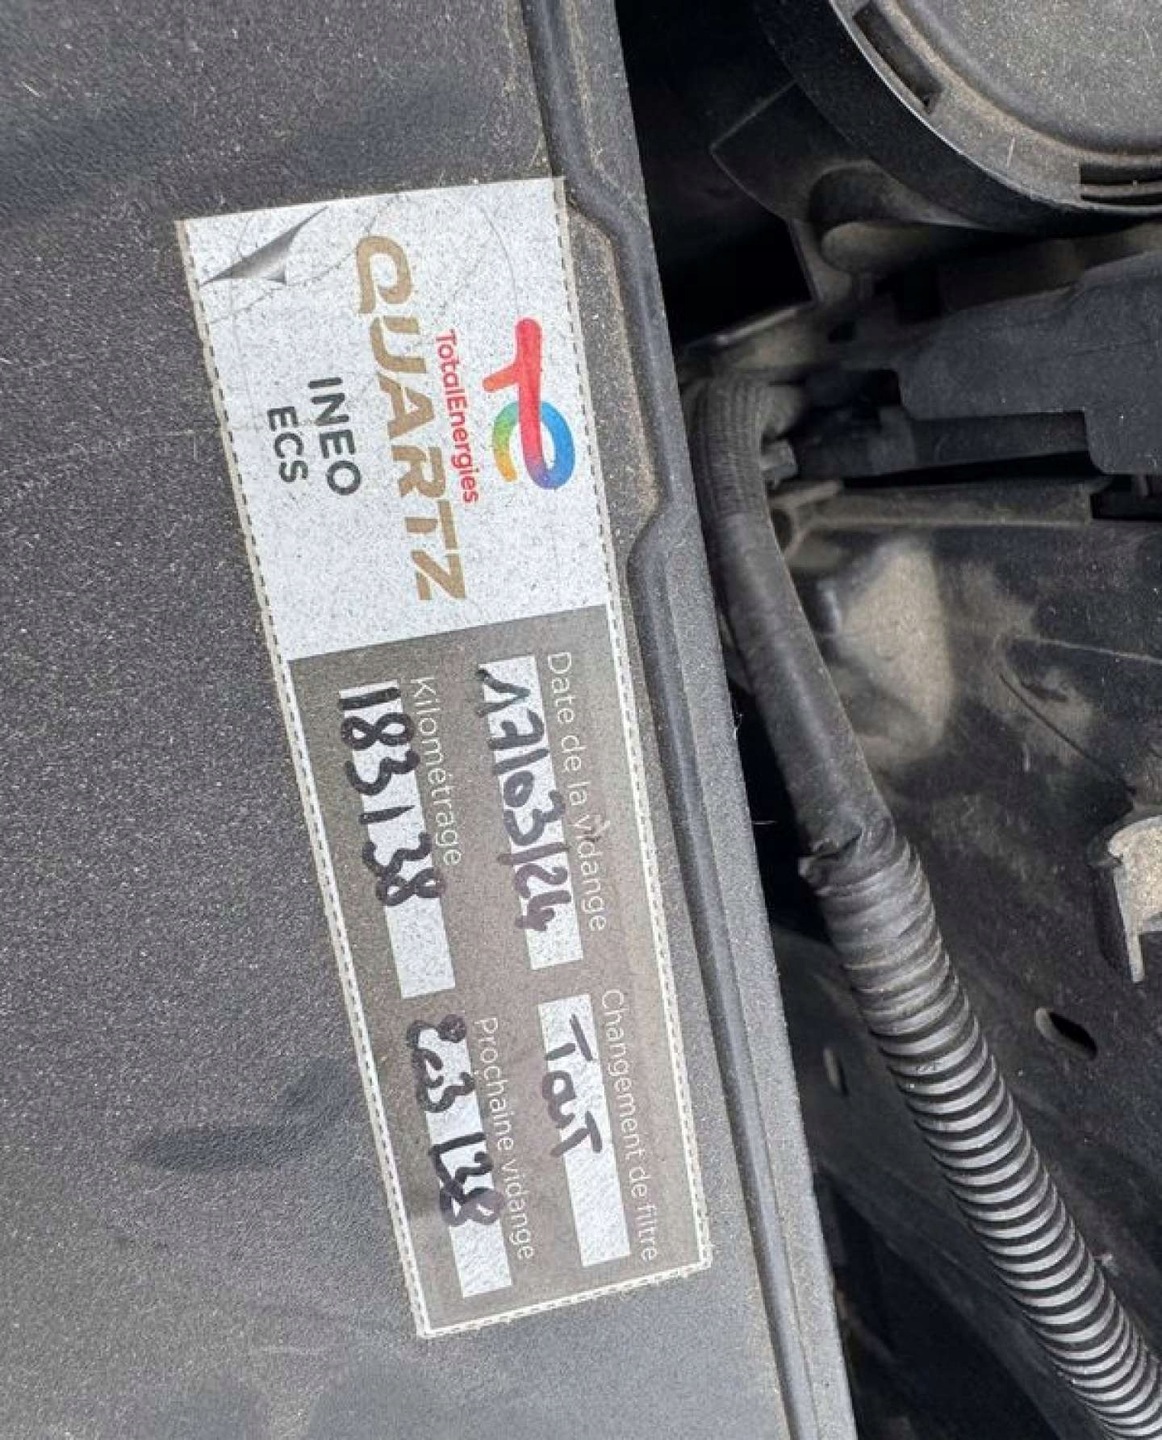 TotalEnergies
QUARTZ
INEO
ECS
Date de la vidange
12/03/24
Changement de filtre
Tout
Kilométrage
183138
Prochaine vidange
203138